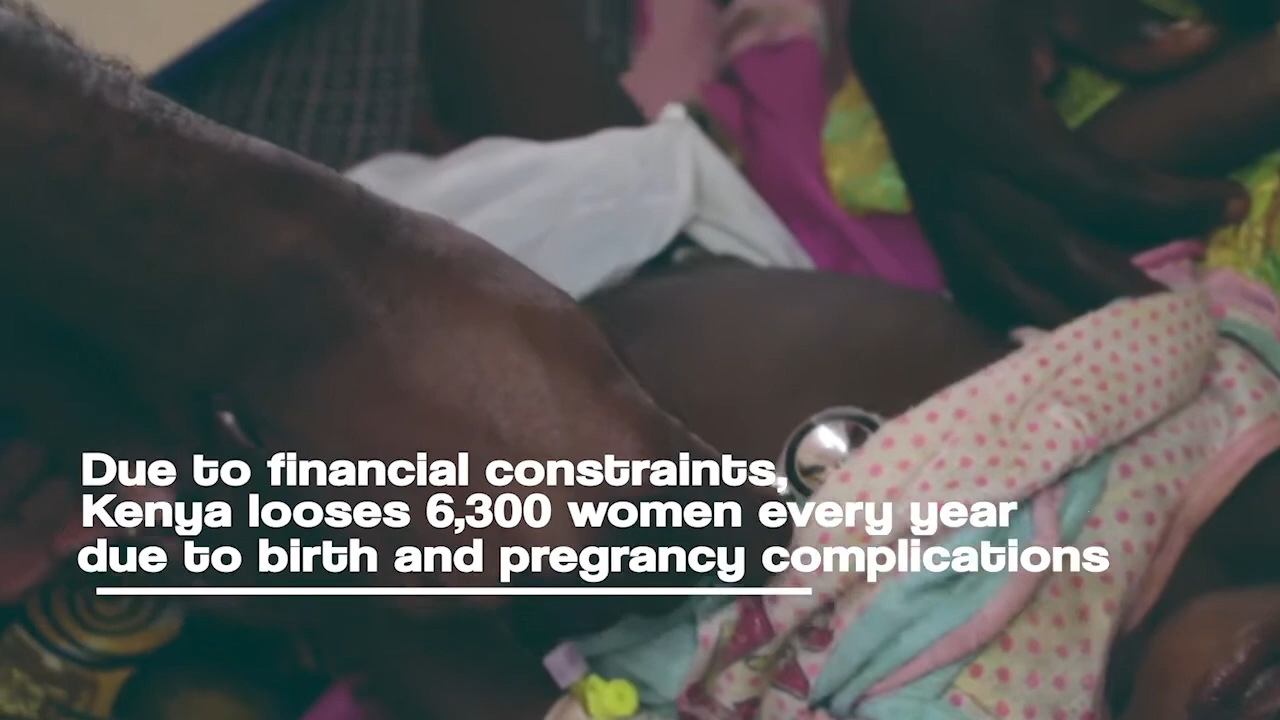 Due to financial constraints,
Kenya looses 6,300 women every year
due to birth and pregrancy complications